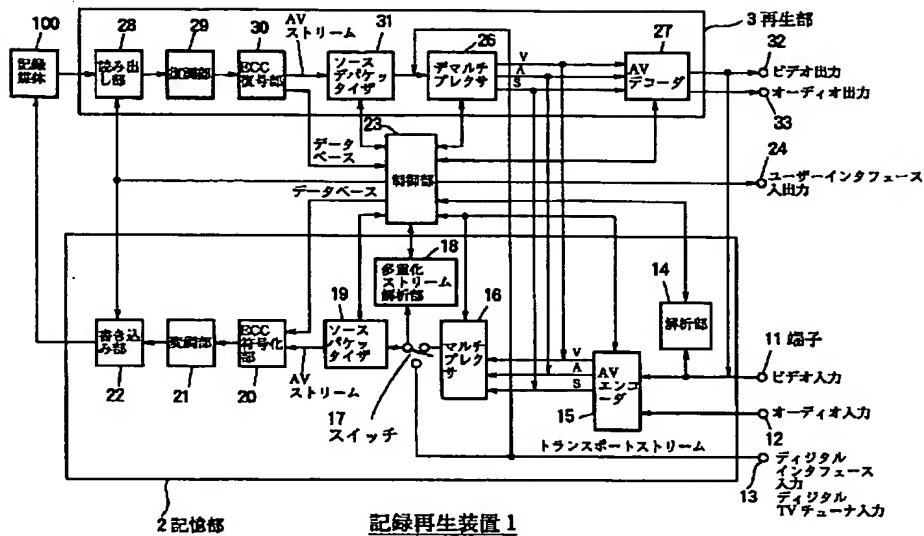 100
記録
媒体
28
読み出
し部
29
復調部
30
ECC
復号部
AV
ストリーム
31
ソース
デパケッ
タイザ
26
デマルチ
プレクサ
V
A
S
27
AV
デコーダ
3 再生部
32
ビデオ出力
オーディオ出力
33
23
制御部
データ
ベース
データベース
24
ユーザーインタフェース
入出力
18
多重化
ストリーム
解析部
14
解析部
19
ソース
パケッ
タイザ
16
マルチ
プレク
サ
書き込
み部
22
変調部
21
ECC
符号化
部
20
AV
ストリーム
17
スイッチ
V
A
S
AV
エンコ
ーダ
15
11 端子
ビデオ入力
オーディオ入力
12
トランスポートストリーム
13
ディジタル
インタフェース
入力
ディジタル
TVチューナ入力
2 記憶部
記録再生装置1